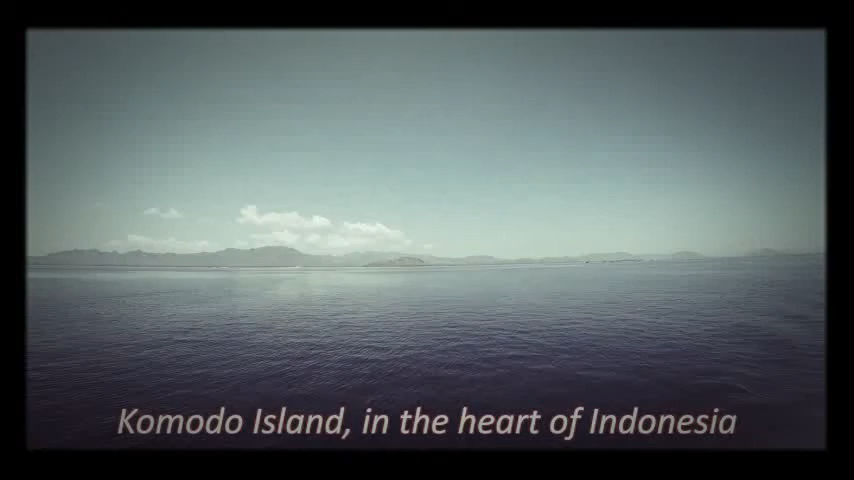 Komodo Island, in the heart of Indonesia